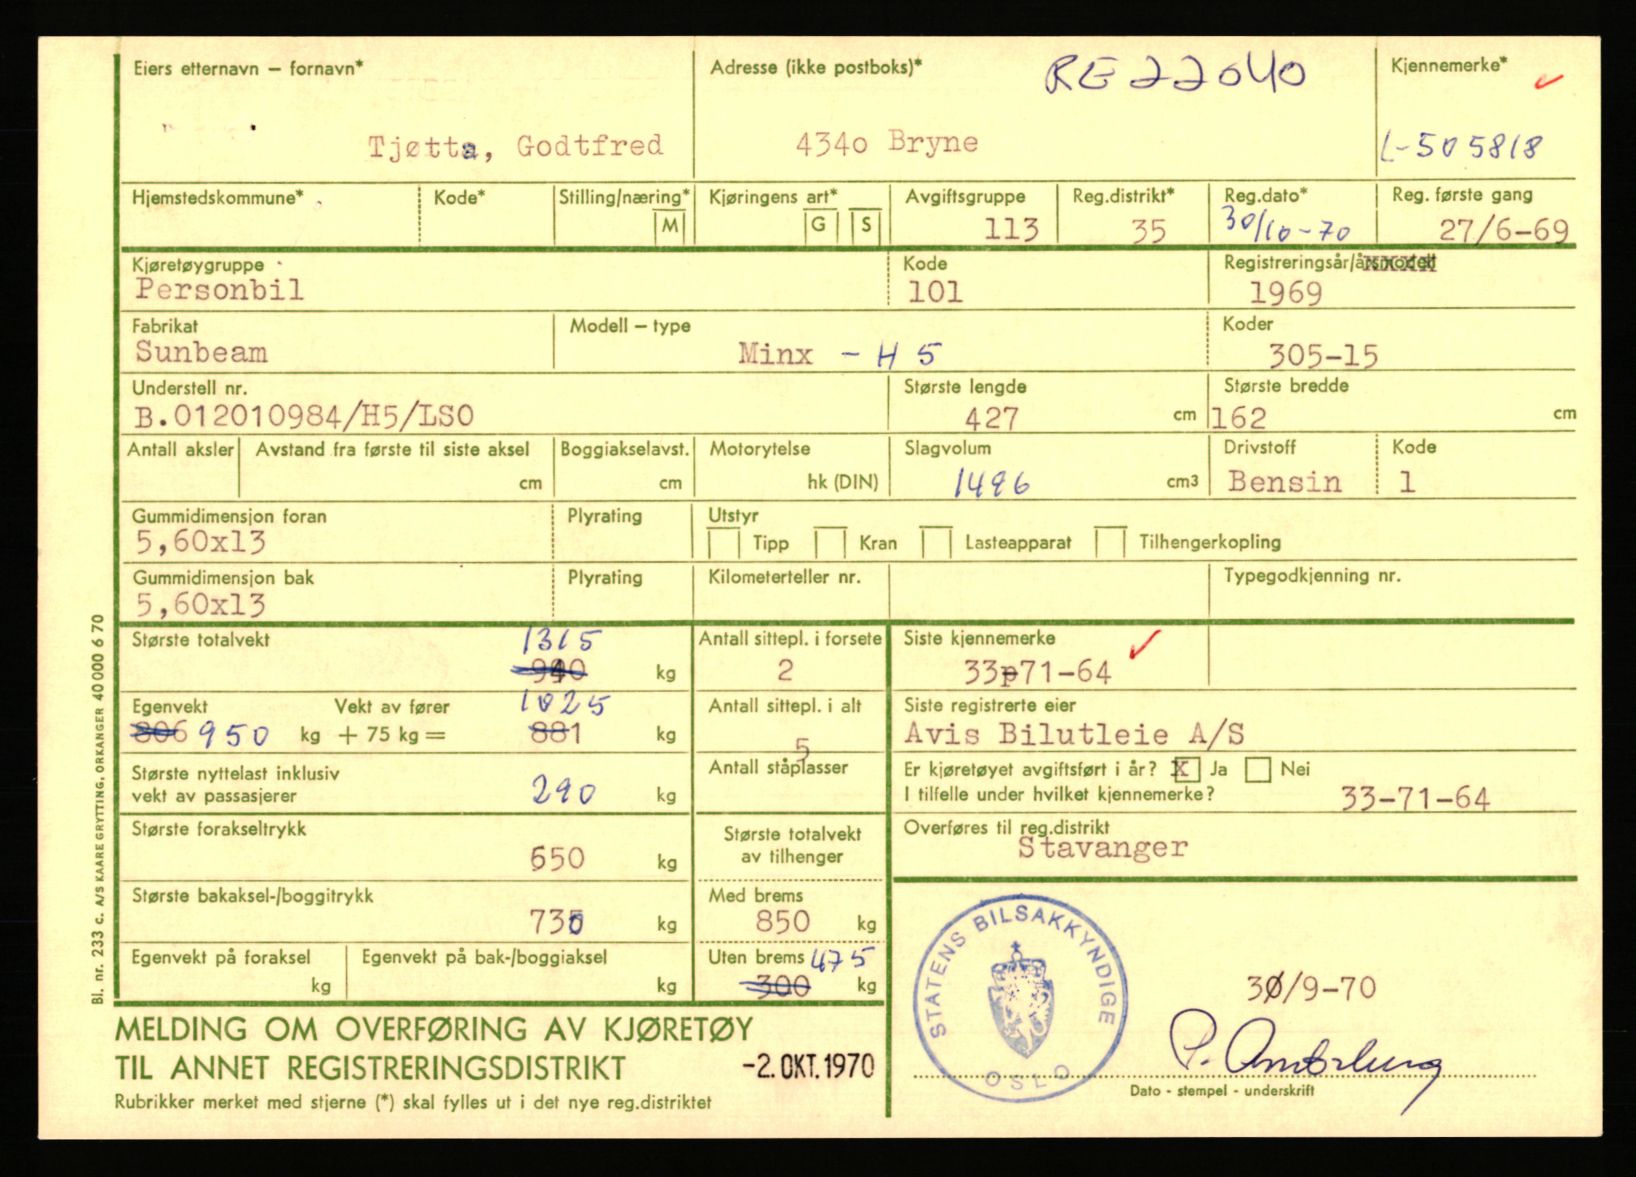 Eiers etternavn – fornavn*
Adresse (ikke postboks)*
RE 22040
Kjennemerke*
Tjøtta, Godtfred
4340 Bryne
L-505818
Hjemstedskommune*
Kode*
Stilling/næring*
M
Kjøringens art*
G S
Avgiftsgruppe
113
Reg.distrikt*
35
Reg.dato*
30/10-70
Reg. første gang
27/6-69
Kjøretøygruppe
Personbil
Kode
101
Registreringsår/årsmodell
1969
Fabrikat
Sunbeam
Modell – type
Minx - H 5
Koder
305-15
Understell nr.
B.012010984/H5/LSO
Største lengde
427 cm
Største bredde
162 cm
Antall aksler
Avstand fra første til siste aksel
cm
Boggiakselavst.
cm
Motorytelse
hk (DIN)
Slagvolum
1496 cm3
Drivstoff
Bensin
Kode
1
Gummidimensjon foran
5,60x13
Plyrating
Utstyr
Tipp Kran Lasteapparat Tilhengerkopling
Gummidimensjon bak
5,60x13
Plyrating
Kilometerteller nr.
Typegodkjenning nr.
Største totalvekt
1315
940 kg
Antall sittepl. i forsete
2
Siste kjennemerke
33p71-64
Egenvekt
806 950 kg
Vekt av fører
+ 75 kg =
1025
881 kg
Antall sittepl. i alt
5
Siste registrerte eier
Avis Bilutleie A/S
Største nyttelast inklusiv
vekt av passasjerer
290 kg
Antall ståplasser
Er kjøretøyet avgiftsført i år? X Ja Nei
I tilfelle under hvilket kjennemerke?
33-71-64
Største forakseltrykk
650 kg
Største totalvekt
av tilhenger
Overføres til reg.distrikt
Stavanger
Største bakaksel-/boggitrykk
730 kg
Med brems
850 kg
Egenvekt på foraksel
kg
Egenvekt på bak-/boggiaksel
kg
Uten brems 475
300 kg
STATENS BILSAKKYNDIGE
OSLO
30/9-70
MELDING OM OVERFØRING AV KJØRETØY
TIL ANNET REGISTRERINGSDISTRIKT
-2. OKT. 1970
Rubrikker merket med stjerne (*) skal fylles ut i det nye reg.distriktet
Dato - stempel - underskrift
Bl. nr. 233 c. A/S KAARE GRYTTING, ORKANGER 40 000 6 70